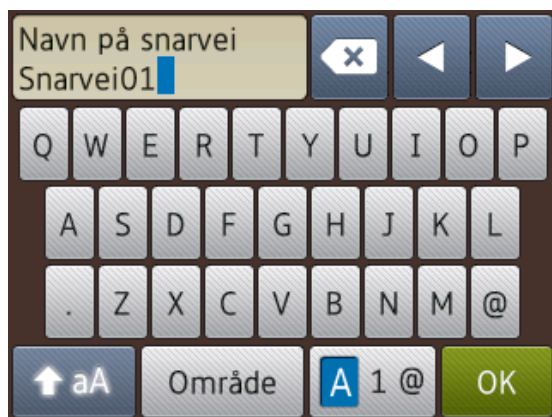 Navn på snarvei
Snarvei01
Q W E R T Y U I O P
A S D F G H J K L
. Z X C V B N M @
aA Område A 1 @ OK